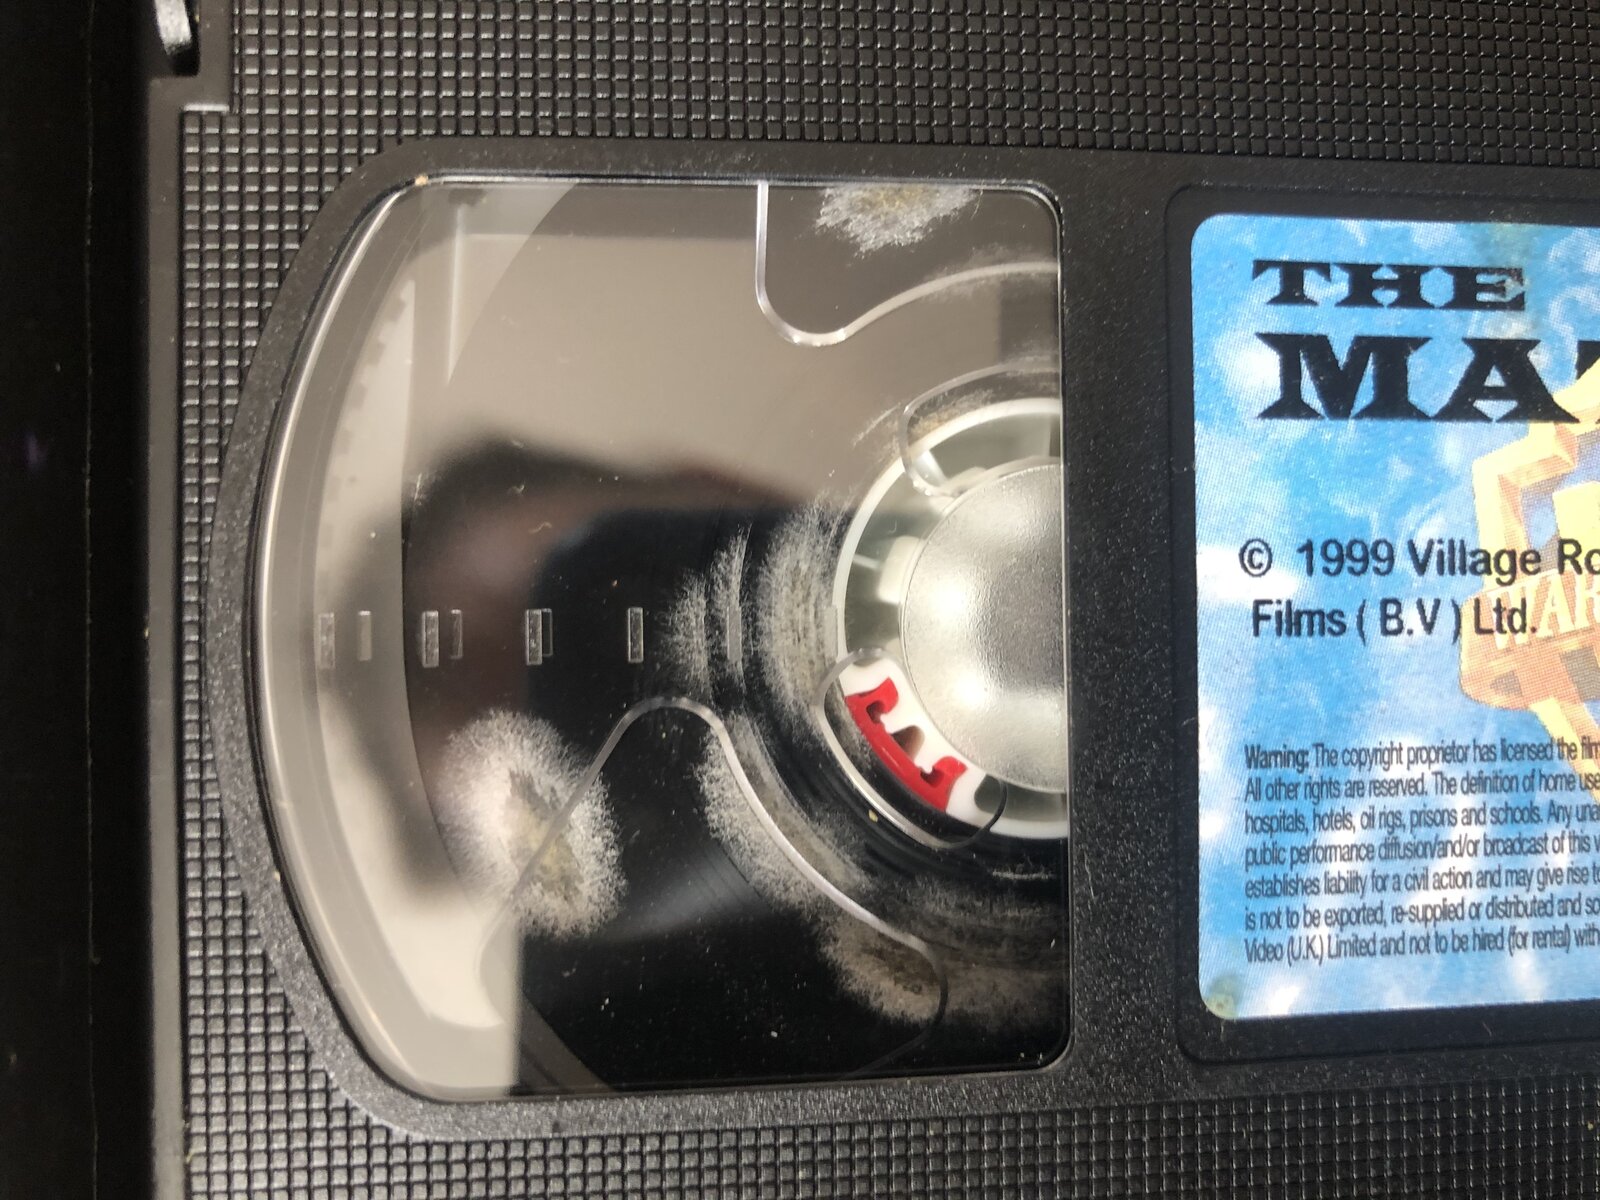 THE
MAT
© 1999 Village Ro
Films ( B.V ) Ltd.
WAR
Warning: The copyright proprietor has licensed the film
All other rights are reserved. The definition of home use
hospitals, hotels, oil rigs, prisons and schools. Any una
public performance diffusion/and/or broadcast of this v
establishes liability for a civil action and may give rise to
is not to be exported, re-supplied or distributed and so
Video (U.K.) Limited and not to be hired (for rental) with